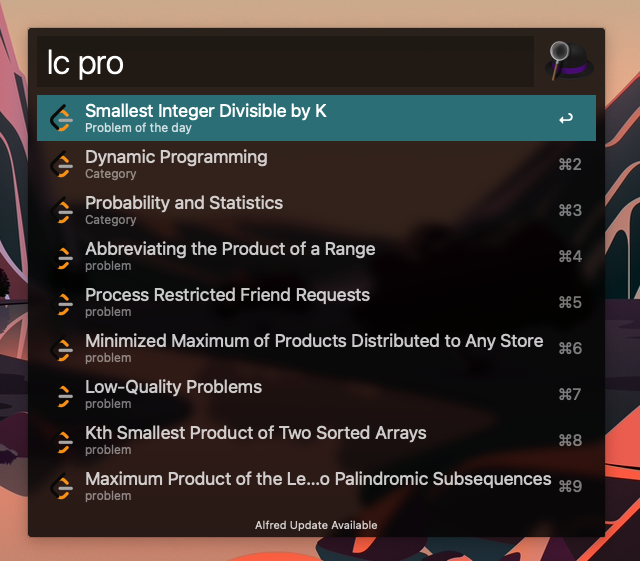 lc pro
Smallest Integer Divisible by K
Problem of the day
↩
Dynamic Programming
Category
⌘2
Probability and Statistics
Category
⌘3
Abbreviating the Product of a Range
problem
⌘4
Process Restricted Friend Requests
problem
⌘5
Minimized Maximum of Products Distributed to Any Store
problem
⌘6
Low-Quality Problems
problem
⌘7
Kth Smallest Product of Two Sorted Arrays
problem
⌘8
Maximum Product of the Le...o Palindromic Subsequences
problem
⌘9
Alfred Update Available